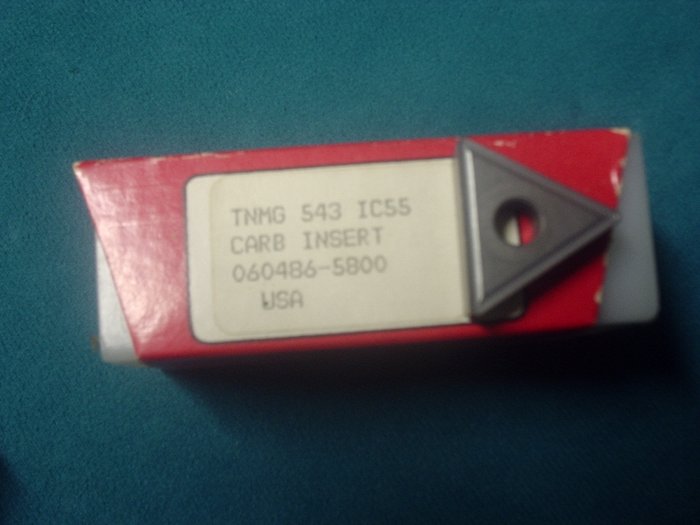 TNMG 543 IC55
CARB INSERT
060486-5800
USA